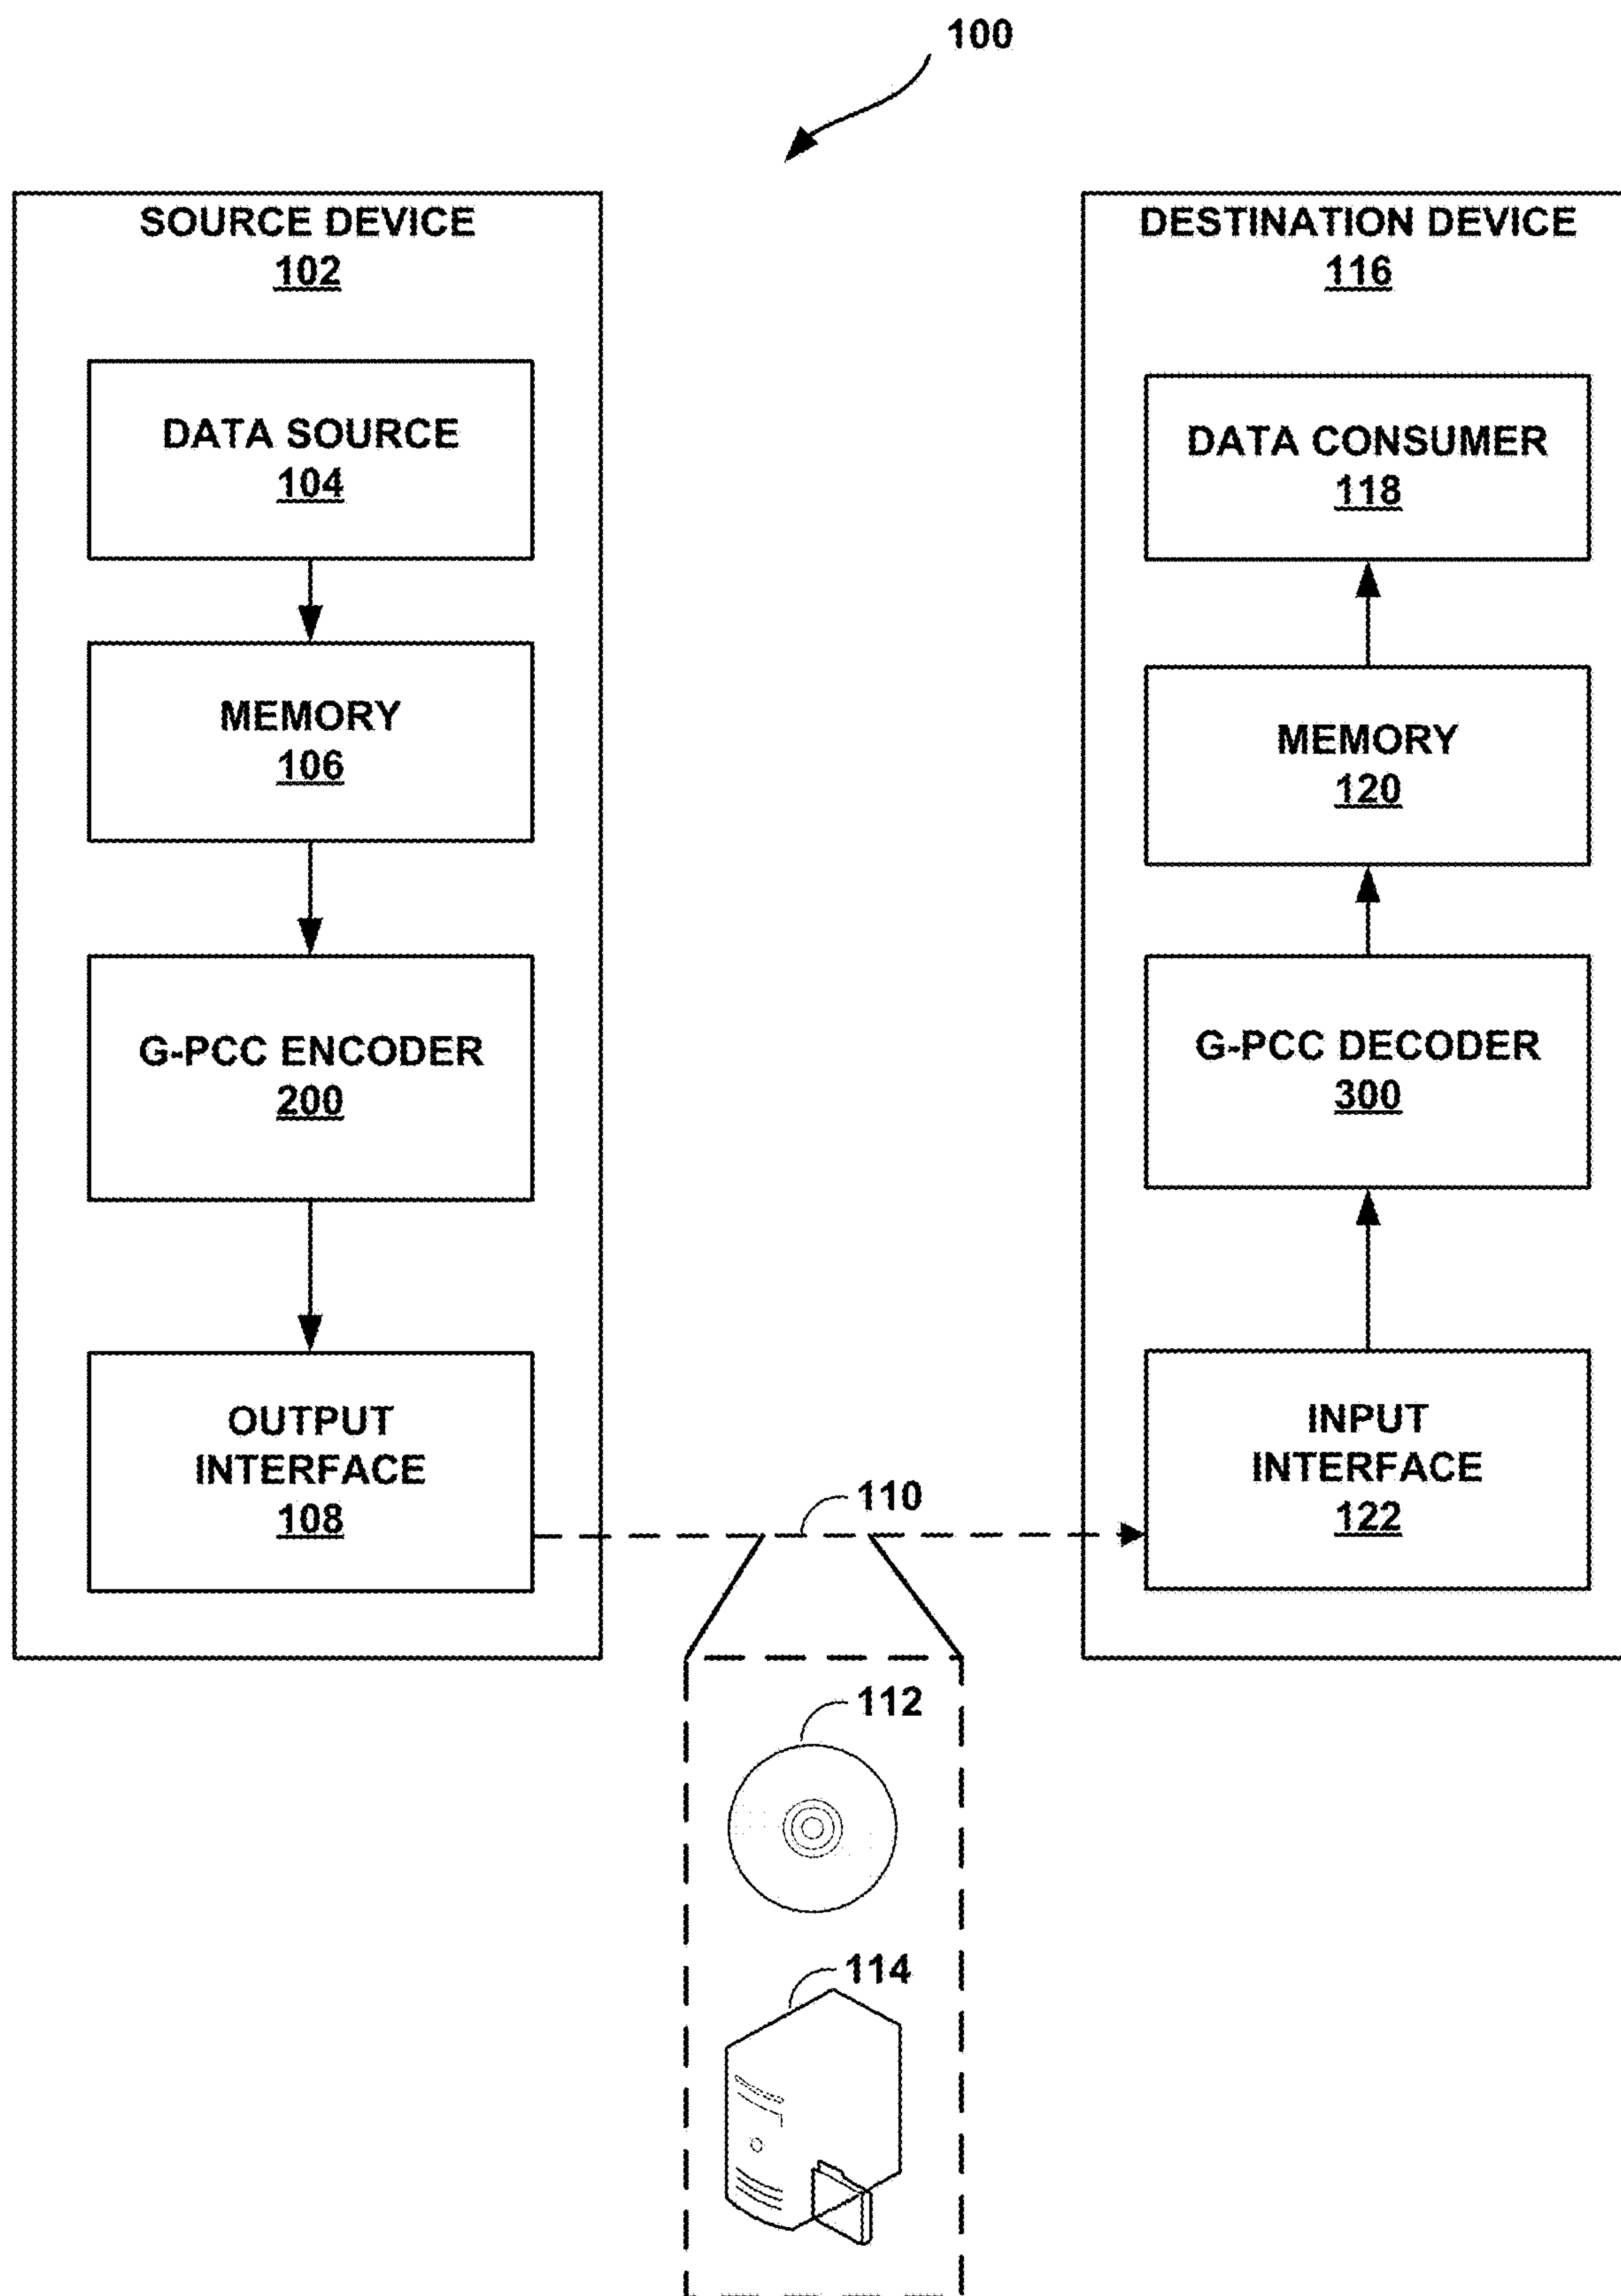 100
SOURCE DEVICE
102
DATA SOURCE
104
MEMORY
106
G-PCC ENCODER
200
OUTPUT
INTERFACE
108
DESTINATION DEVICE
116
DATA CONSUMER
118
MEMORY
120
G-PCC DECODER
300
INPUT
INTERFACE
122
110
112
114